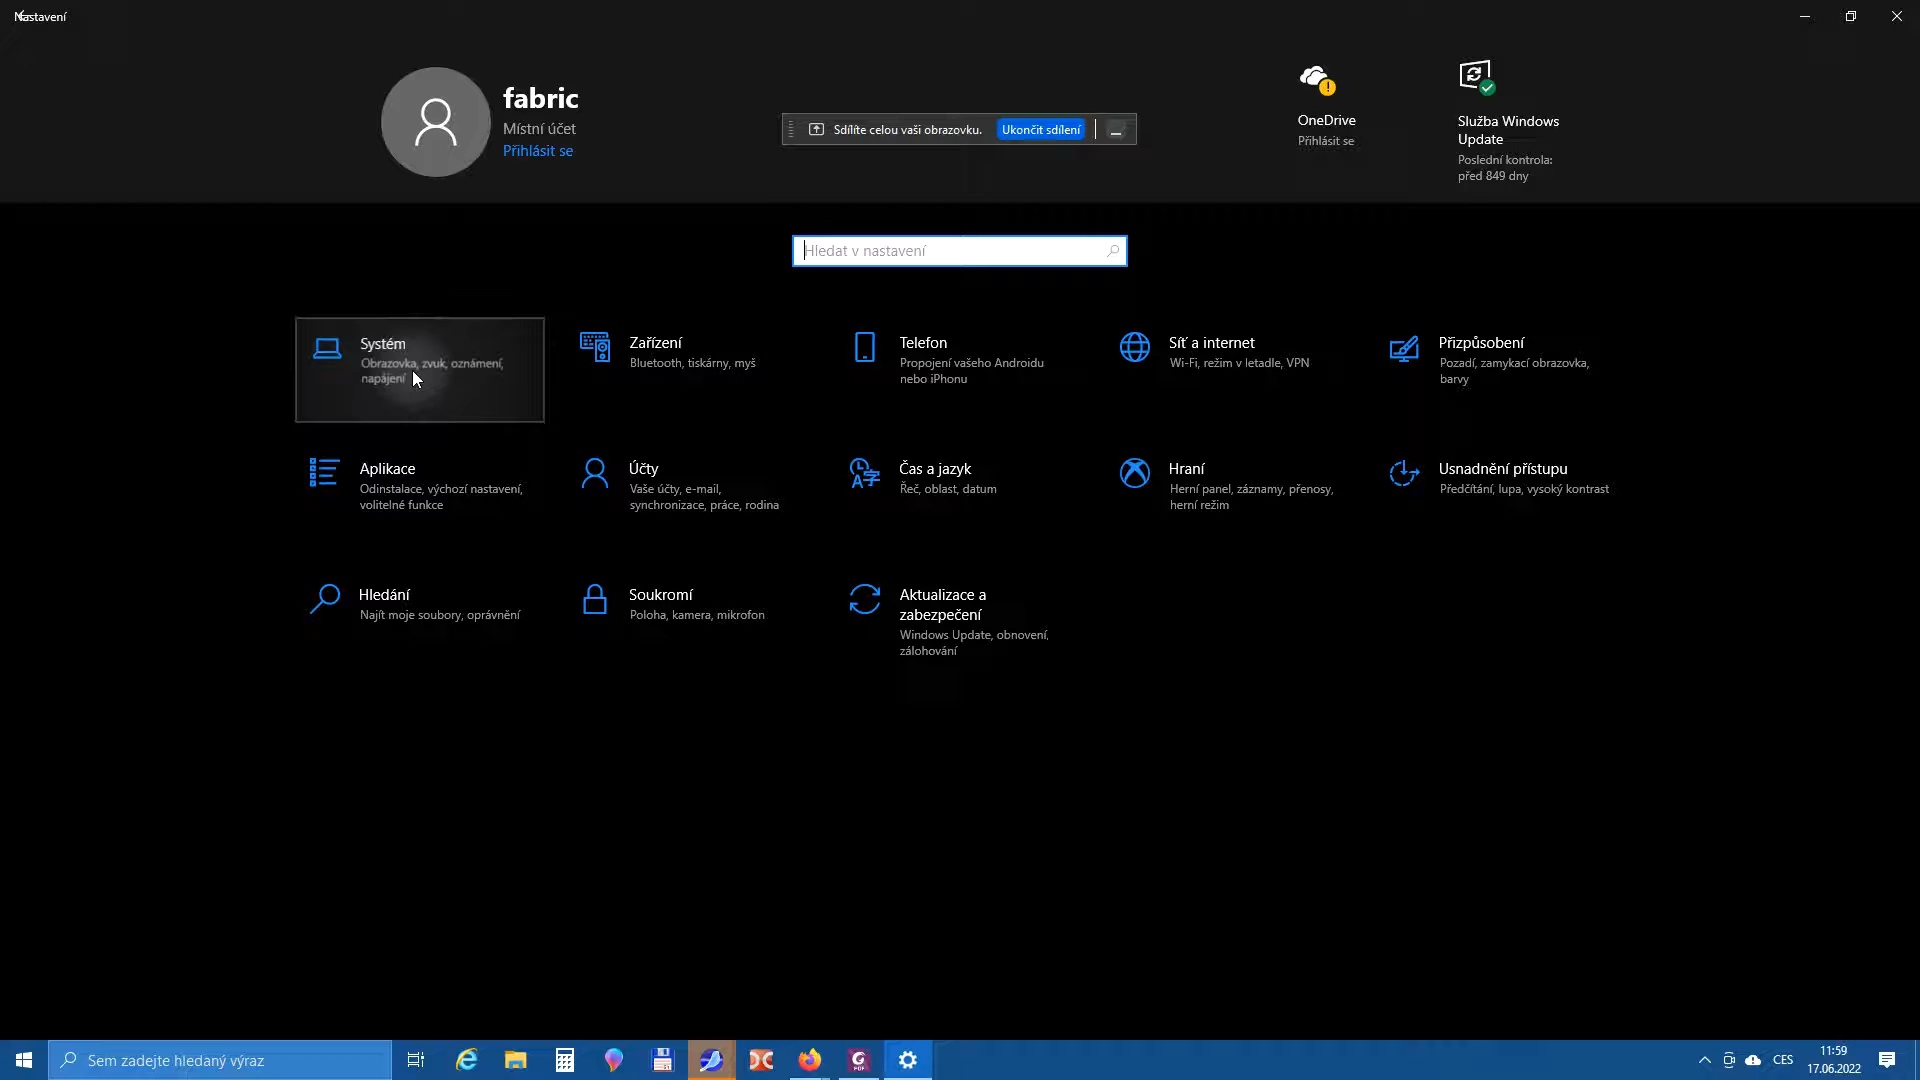 Nastavení
fabric
Místní účet
Přihlásit se
Sdílíte celou vaši obrazovku.
Ukončit sdílení
OneDrive
Přihlásit se
Služba Windows
Update
Poslední kontrola:
před 849 dny
Hledat v nastavení
Systém
Obrazovka, zvuk, oznámení,
napájení
Zařízení
Bluetooth, tiskárny, myš
Telefon
Propojení vašeho Androidu
nebo iPhonu
Síť a internet
Wi-Fi, režim v letadle, VPN
Přizpůsobení
Pozadí, zamykací obrazovka,
barvy
Aplikace
Odinstalace, výchozí nastavení,
volitelné funkce
Účty
Vaše účty, e-mail,
synchronizace, práce, rodina
Čas a jazyk
Řeč, oblast, datum
Hraní
Herní panel, záznamy, přenosy,
herní režim
Usnadnění přístupu
Předčítání, lupa, vysoký kontrast
Hledání
Najít moje soubory, oprávnění
Soukromí
Poloha, kamera, mikrofon
Aktualizace a
zabezpečení
Windows Update, obnovení,
zálohování
Sem zadejte hledaný výraz
CES
11:59
17.06.2022